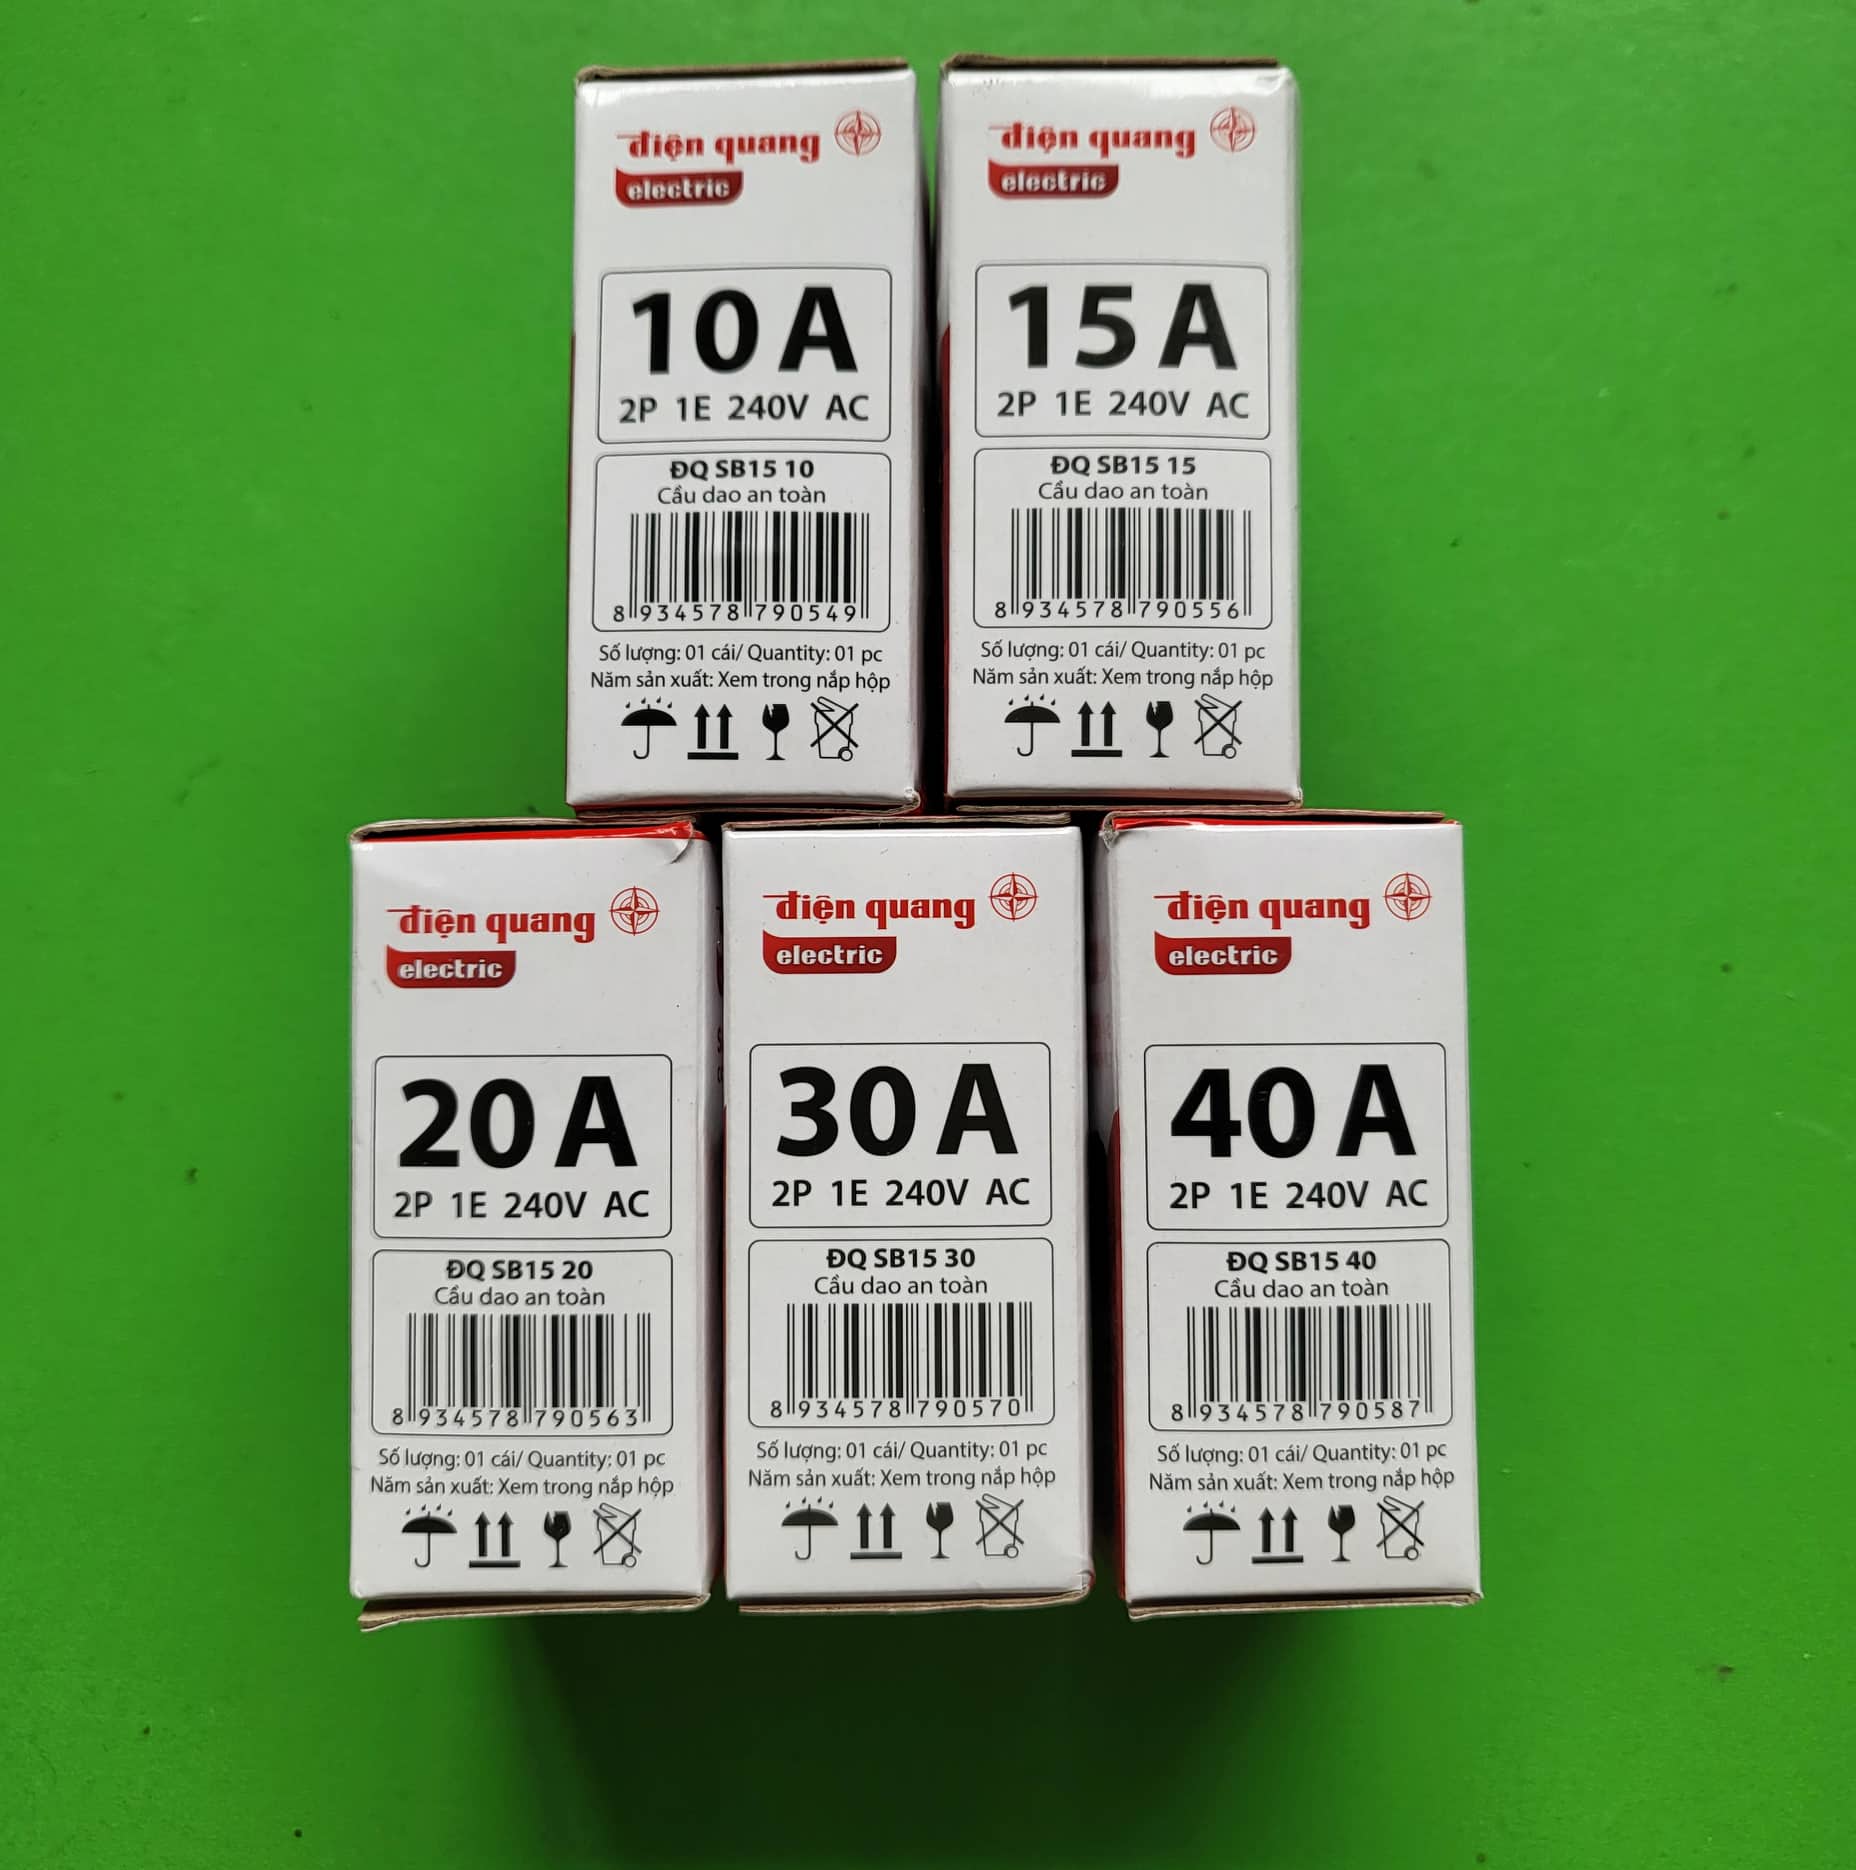 điện quang
electric
10 A
2P 1E 240V AC
ĐQ SB15 10
Cầu dao an toàn
8 934578 790549
Số lượng: 01 cái/ Quantity: 01 pc
Năm sản xuất: Xem trong nắp hộp
điện quang
electric
15 A
2P 1E 240V AC
ĐQ SB15 15
Cầu dao an toàn
8 934578 790556
Số lượng: 01 cái/ Quantity: 01 pc
Năm sản xuất: Xem trong nắp hộp
điện quang
electric
20 A
2P 1E 240V AC
ĐQ SB15 20
Cầu dao an toàn
8 934578 790563
Số lượng: 01 cái/ Quantity: 01 pc
Năm sản xuất: Xem trong nắp hộp
điện quang
electric
30 A
2P 1E 240V AC
ĐQ SB15 30
Cầu dao an toàn
8 934578 790570
Số lượng: 01 cái/ Quantity: 01 pc
Năm sản xuất: Xem trong nắp hộp
điện quang
electric
40 A
2P 1E 240V AC
ĐQ SB15 40
Cầu dao an toàn
8 934578 790587
Số lượng: 01 cái/ Quantity: 01 pc
Năm sản xuất: Xem trong nắp hộp